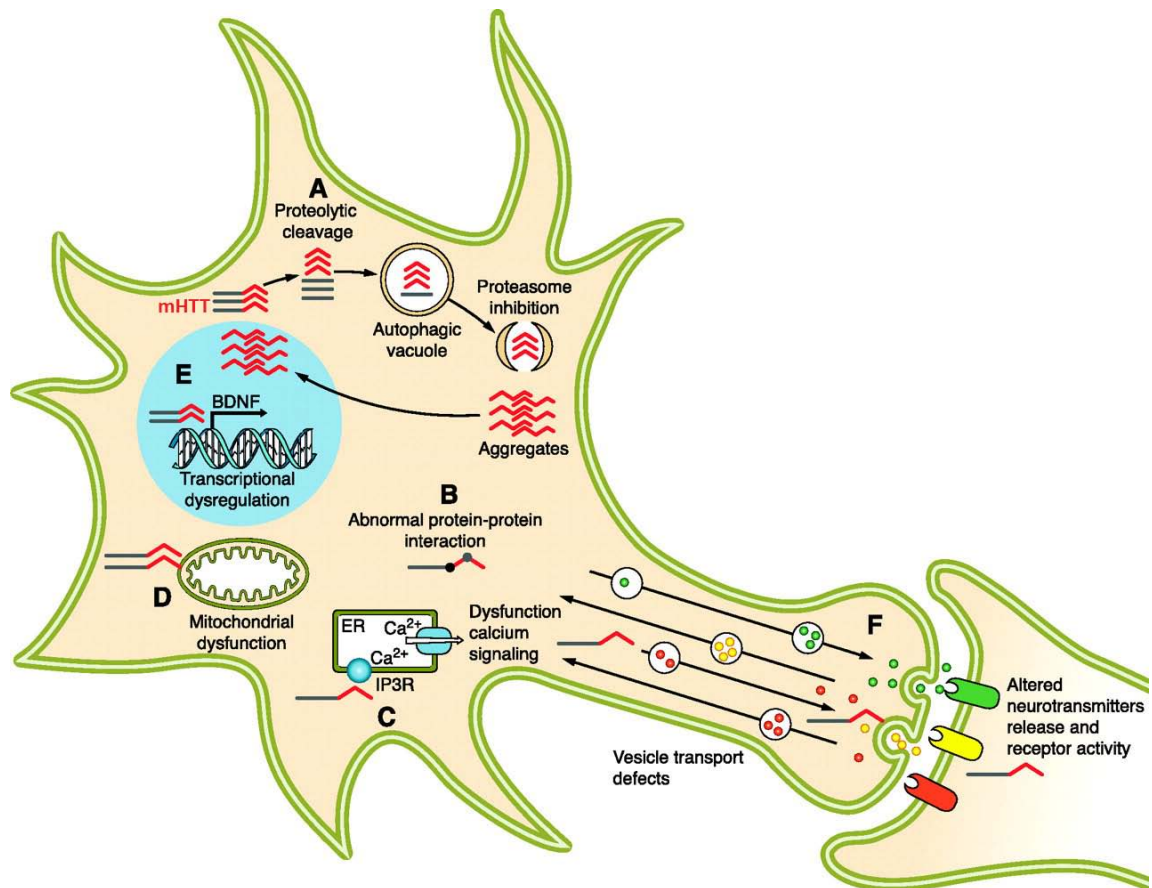 A
Proteolytic
cleavage
mHTT
Autophagic
vacuole
Proteasome
inhibition
E
BDNF
Transcriptional
dysregulation
Aggregates
B
Abnormal protein-protein
interaction
D
Mitochondrial
dysfunction
ER
Ca2+
Ca2+
IP3R
C
Dysfunction
calcium
signaling
Vesicle transport
defects
F
Altered
neurotransmitters
release and
receptor activity